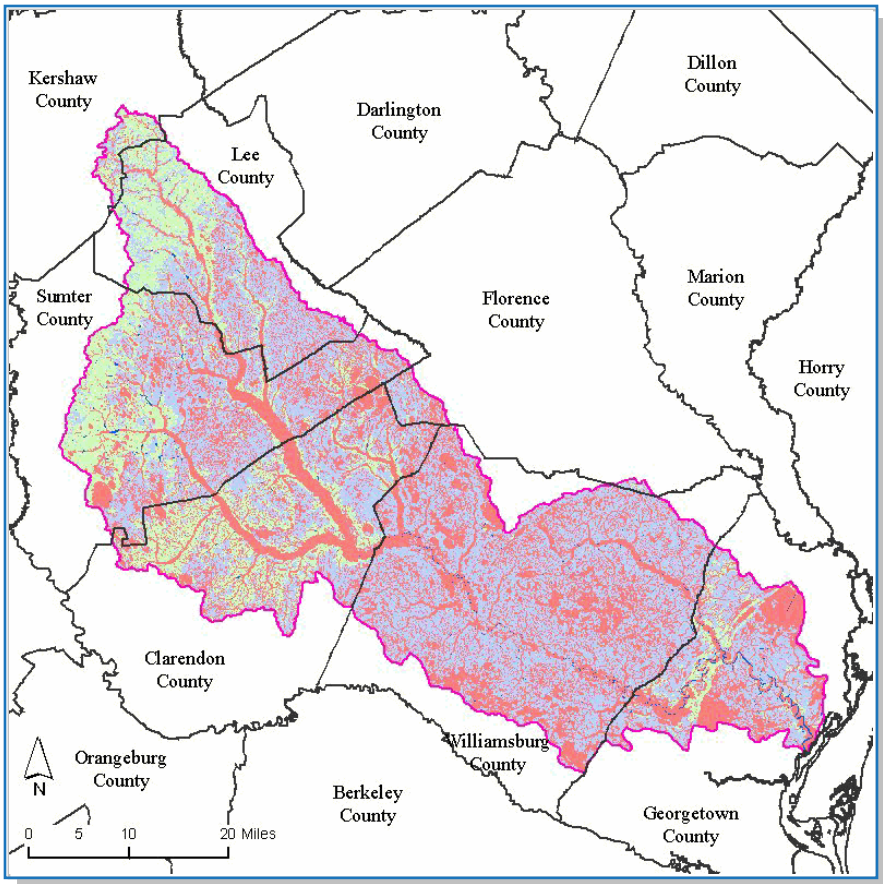 Kershaw
County
Dillon
County
Darlington
County
Lee
County
Sumter
County
Florence
County
Marion
County
Horry
County
Clarendon
County
Williamsburg
County
Orangeburg
County
Berkeley
County
Georgetown
County
N
0 5 10 20 Miles